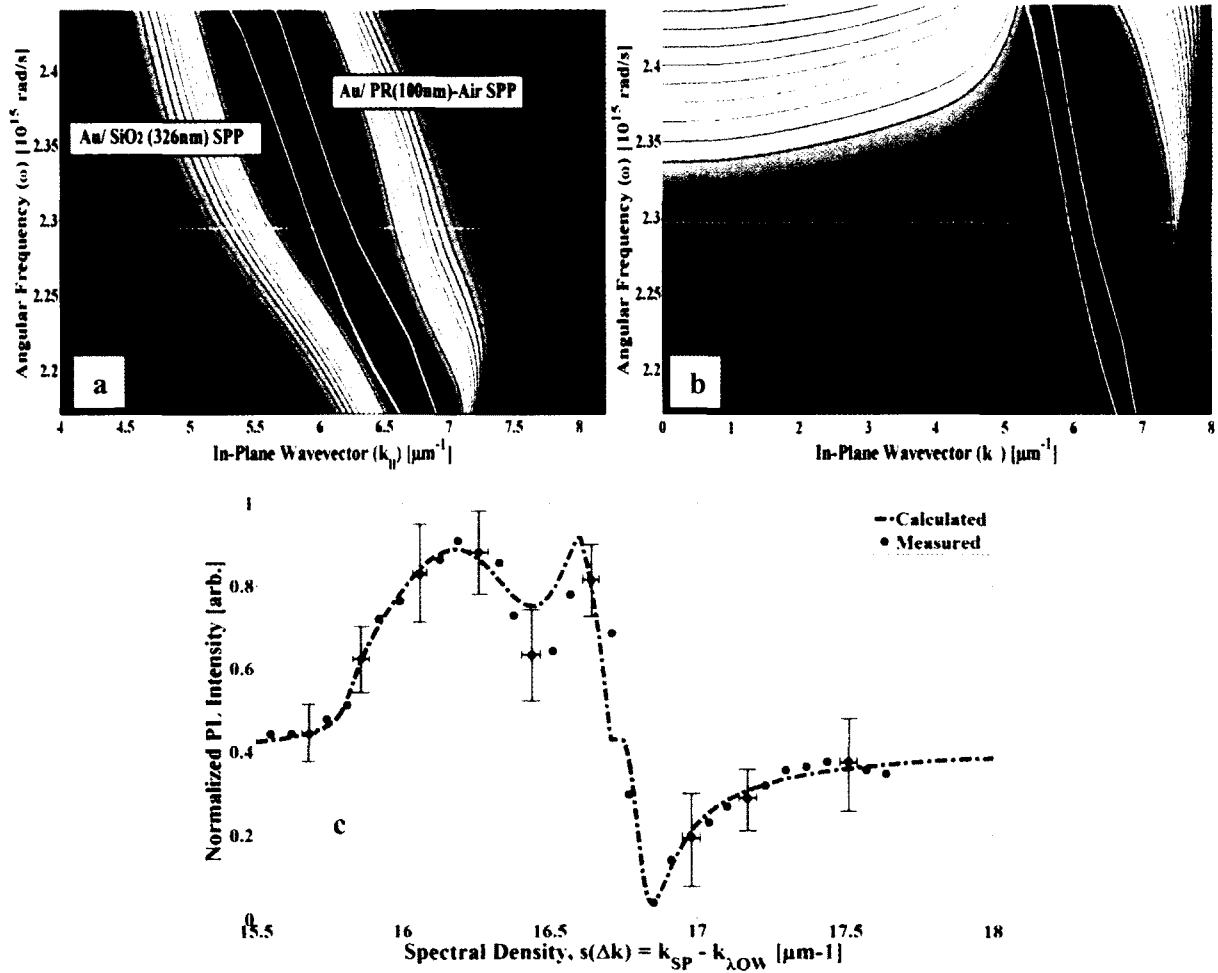 Angular Frequency (ω) [10¹⁵ rad/s]
2.4
2.35
2.3
2.25
2.2
Au/ PR(100nm)-Air SPP
Au/ SiO₂ (326nm) SPP
a
4 4.5 5 5.5 6 6.5 7 7.5 8
In-Plane Wavevector (k||) [μm⁻¹]
Angular Frequency (ω) [10¹⁵ rad/s]
2.4
2.35
2.3
2.25
2.2
b
0 1 2 3 4 5 6 7 8
In-Plane Wavevector (k ) [μm⁻¹]
Normalized PL Intensity [arb.]
1
0.8
0.6
0.4
0.2
0
Calculated
Measured
c
15.5 16 16.5 17 17.5 18
Spectral Density, s(Δk) = k_SP - k_λQW [μm-1]